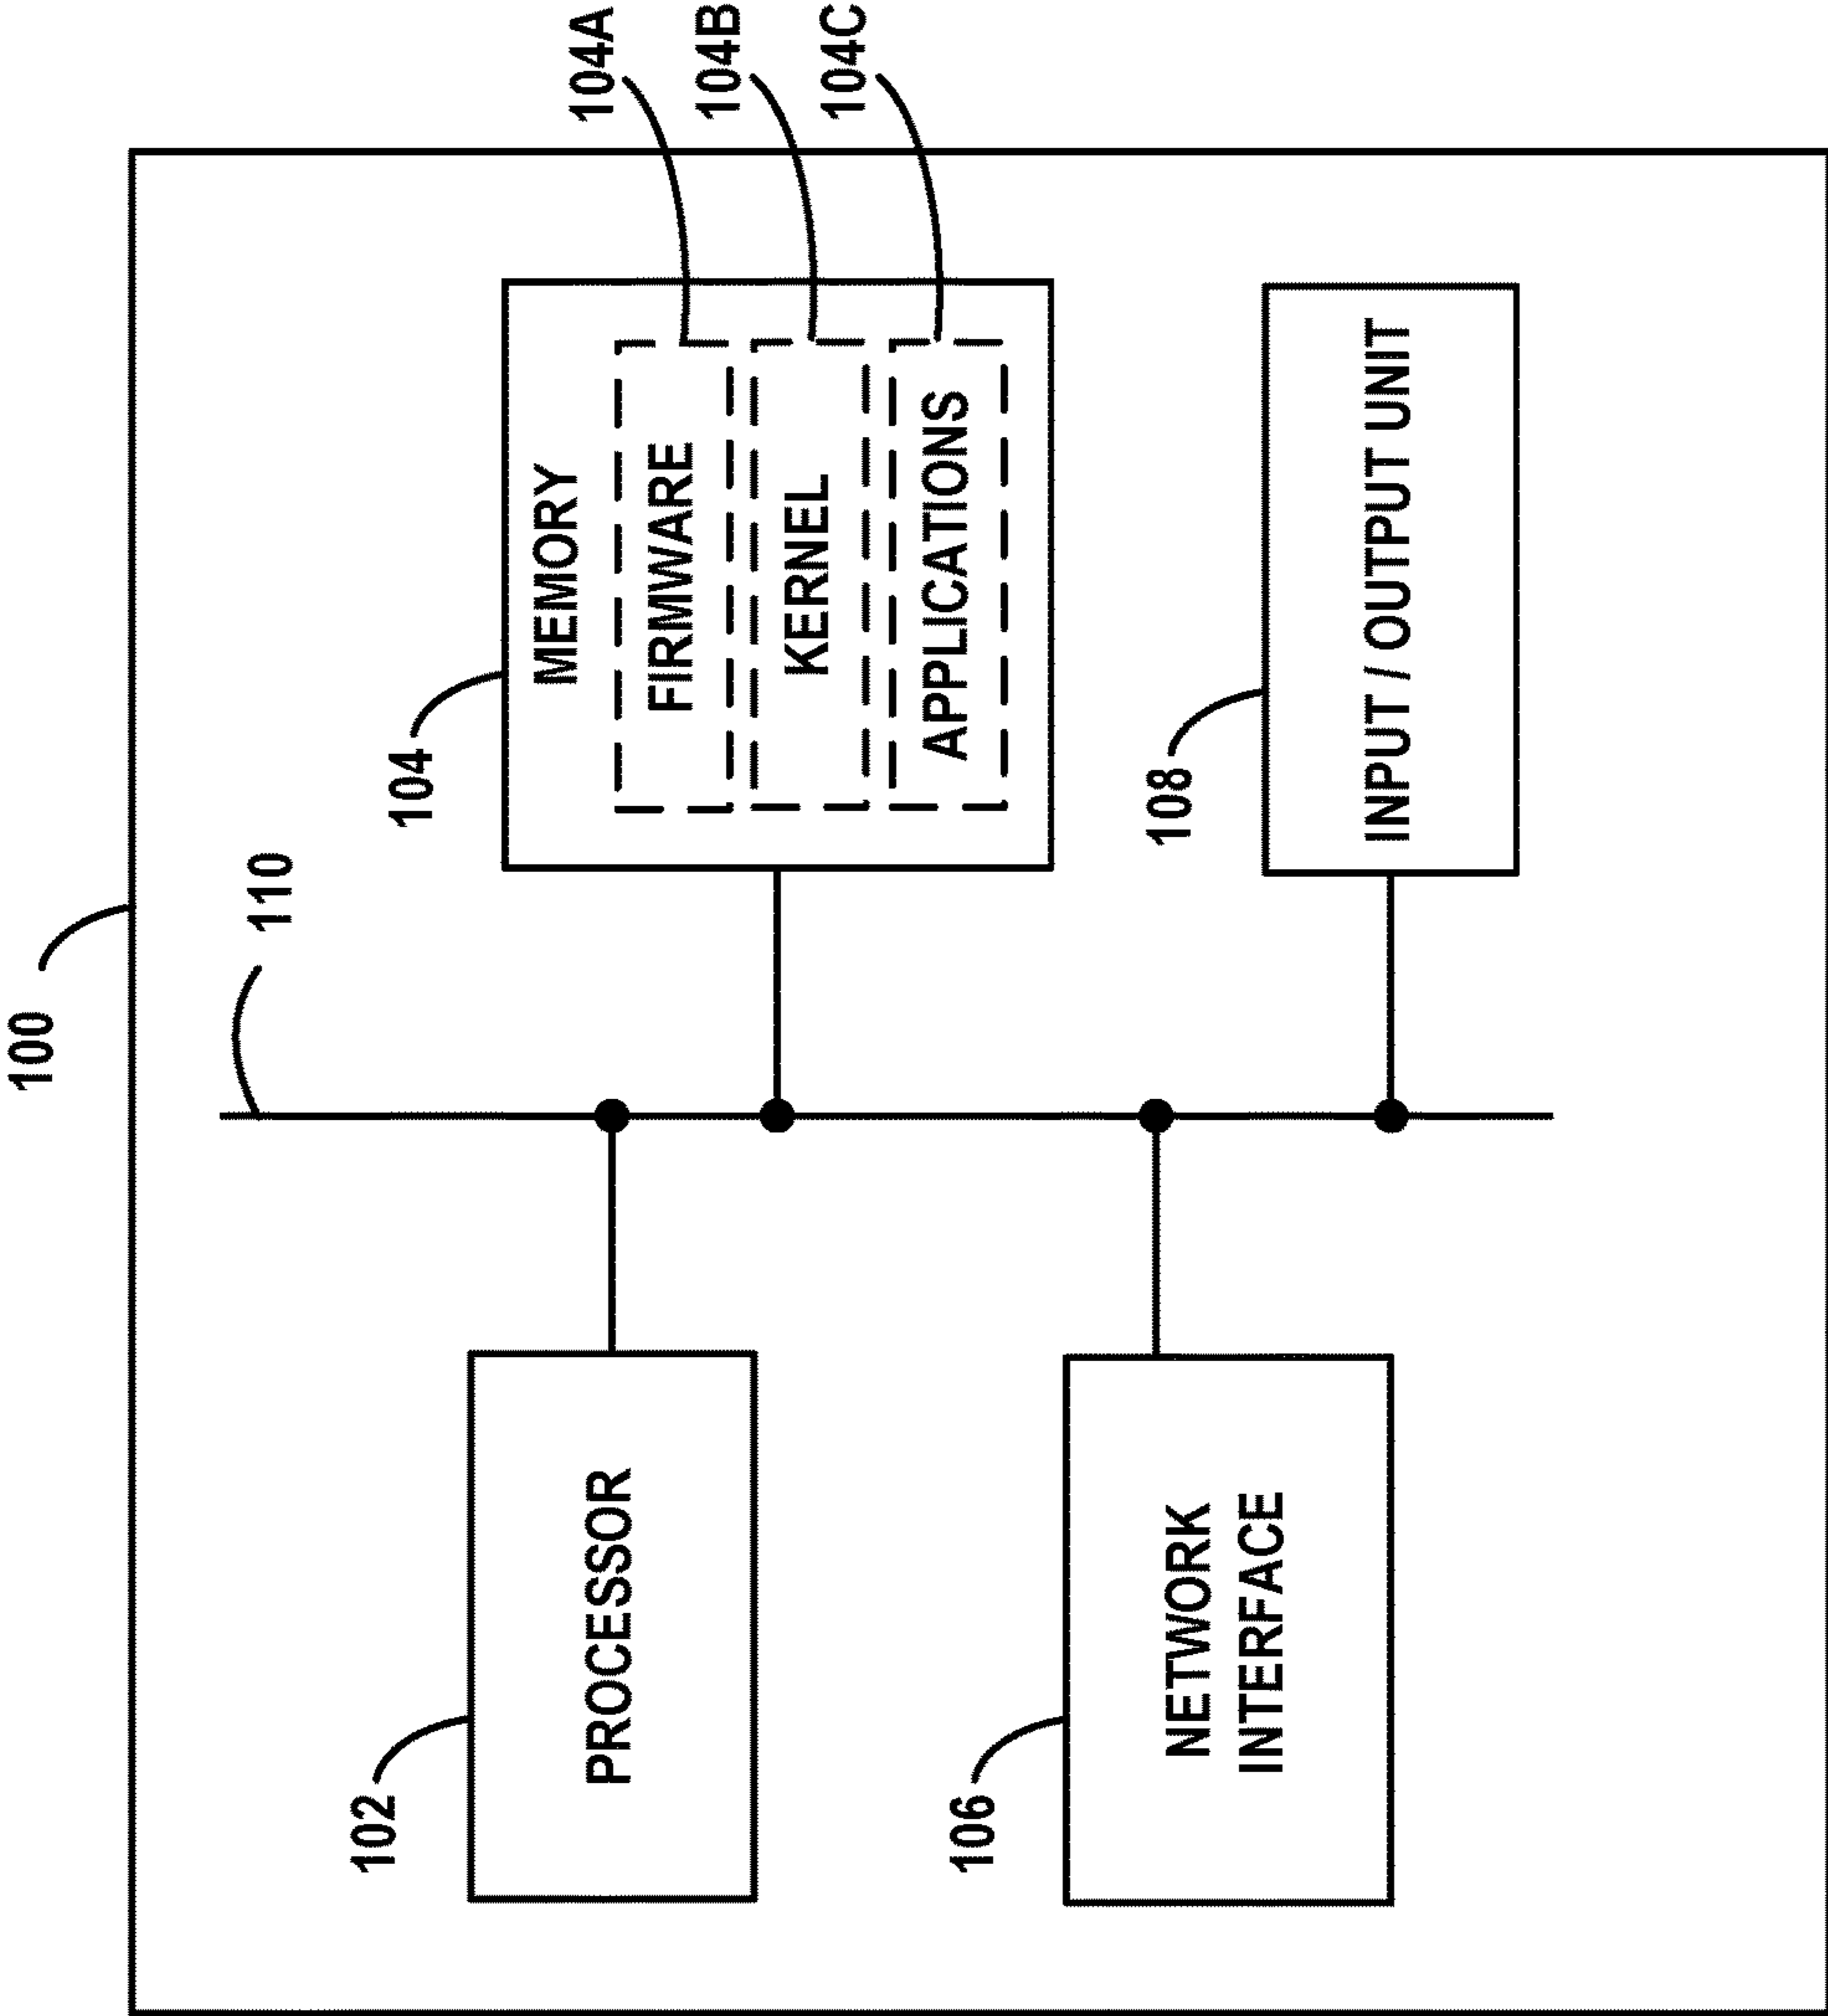 100
110
102
PROCESSOR
104
MEMORY
FIRMWARE
104A
KERNEL
104B
APPLICATIONS
104C
106
NETWORK
INTERFACE
108
INPUT / OUTPUT UNIT